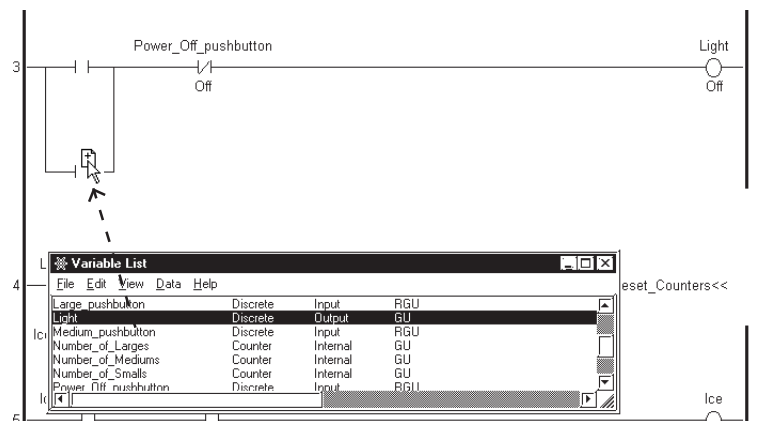 Power_Off_pushbutton
Light
3
Off
Off
L
Variable List
4
File Edit View Data Help
eset_Counters<<
Large_pushbutton Discrete Input RGU
Light Discrete Output GU
Medium_pushbutton Discrete Input RGU
Ic
Number_of_Larges Counter Internal GU
Number_of_Mediums Counter Internal GU
Number_of_Smalls Counter Internal GU
Power_Off_pushbutton Discrete Input RGU
Ic
Ice
5